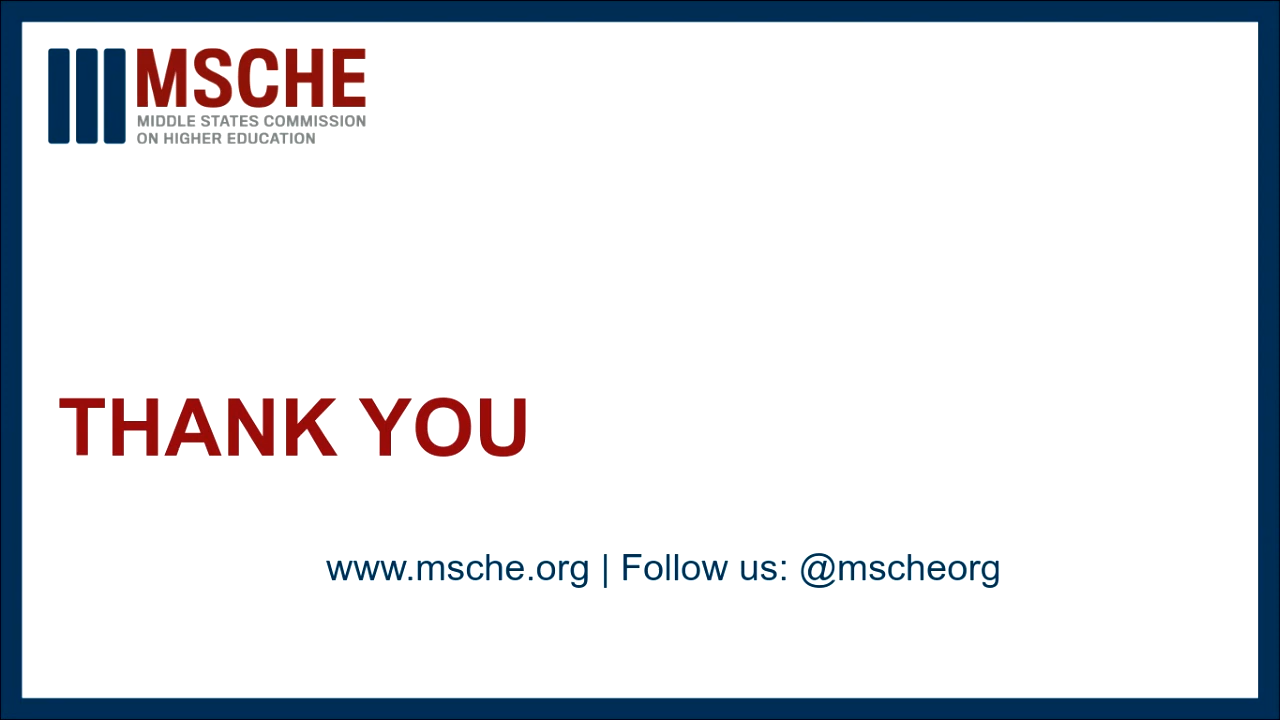 MSCHE
MIDDLE STATES COMMISSION
ON HIGHER EDUCATION
THANK YOU
www.msche.org | Follow us: @mscheorg